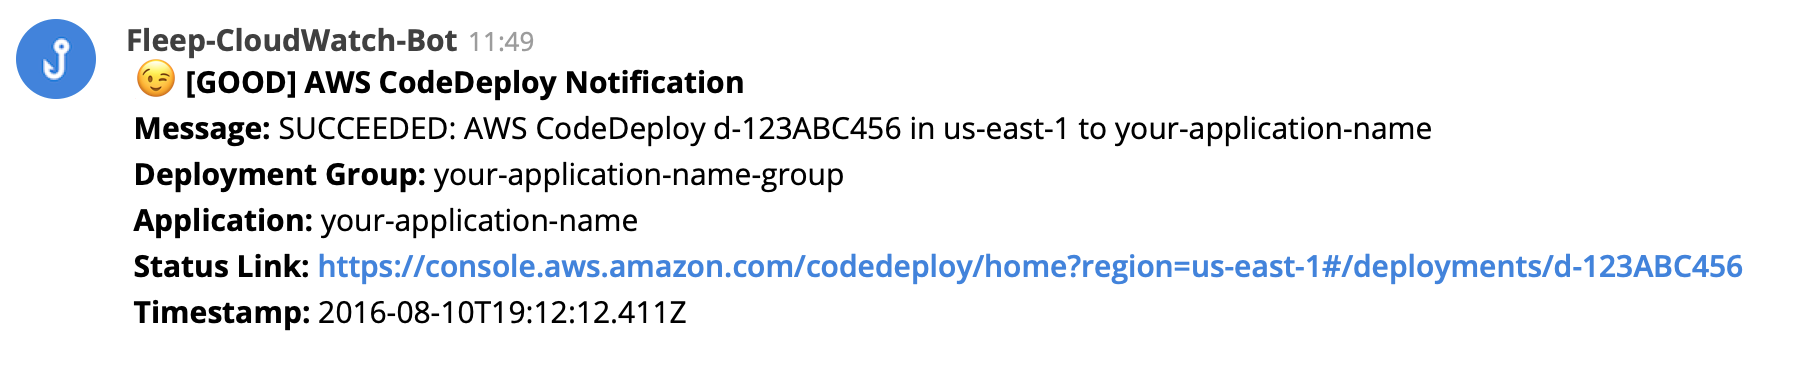 Fleep-CloudWatch-Bot 11:49
😉 [GOOD] AWS CodeDeploy Notification
Message: SUCCEEDED: AWS CodeDeploy d-123ABC456 in us-east-1 to your-application-name
Deployment Group: your-application-name-group
Application: your-application-name
Status Link: https://console.aws.amazon.com/codedeploy/home?region=us-east-1#/deployments/d-123ABC456
Timestamp: 2016-08-10T19:12:12.411Z